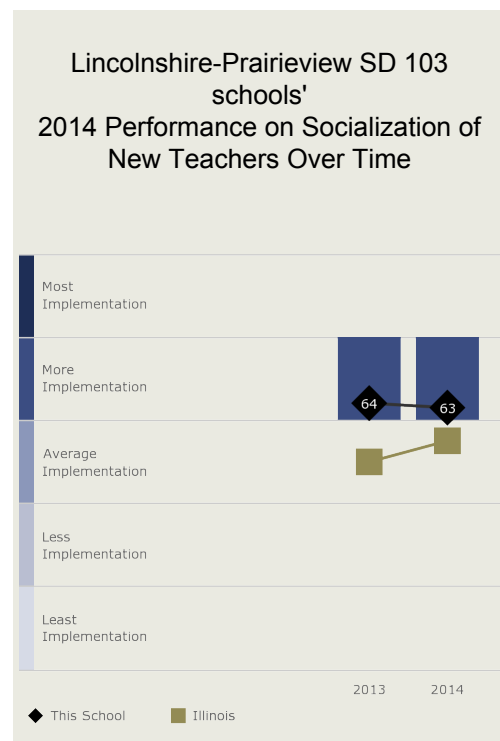 Lincolnshire-Prairieview SD 103
schools'
2014 Performance on Socialization of
New Teachers Over Time
Most
Implementation
More
Implementation
64
63
Average
Implementation
Less
Implementation
Least
Implementation
2013 2014
This School Illinois